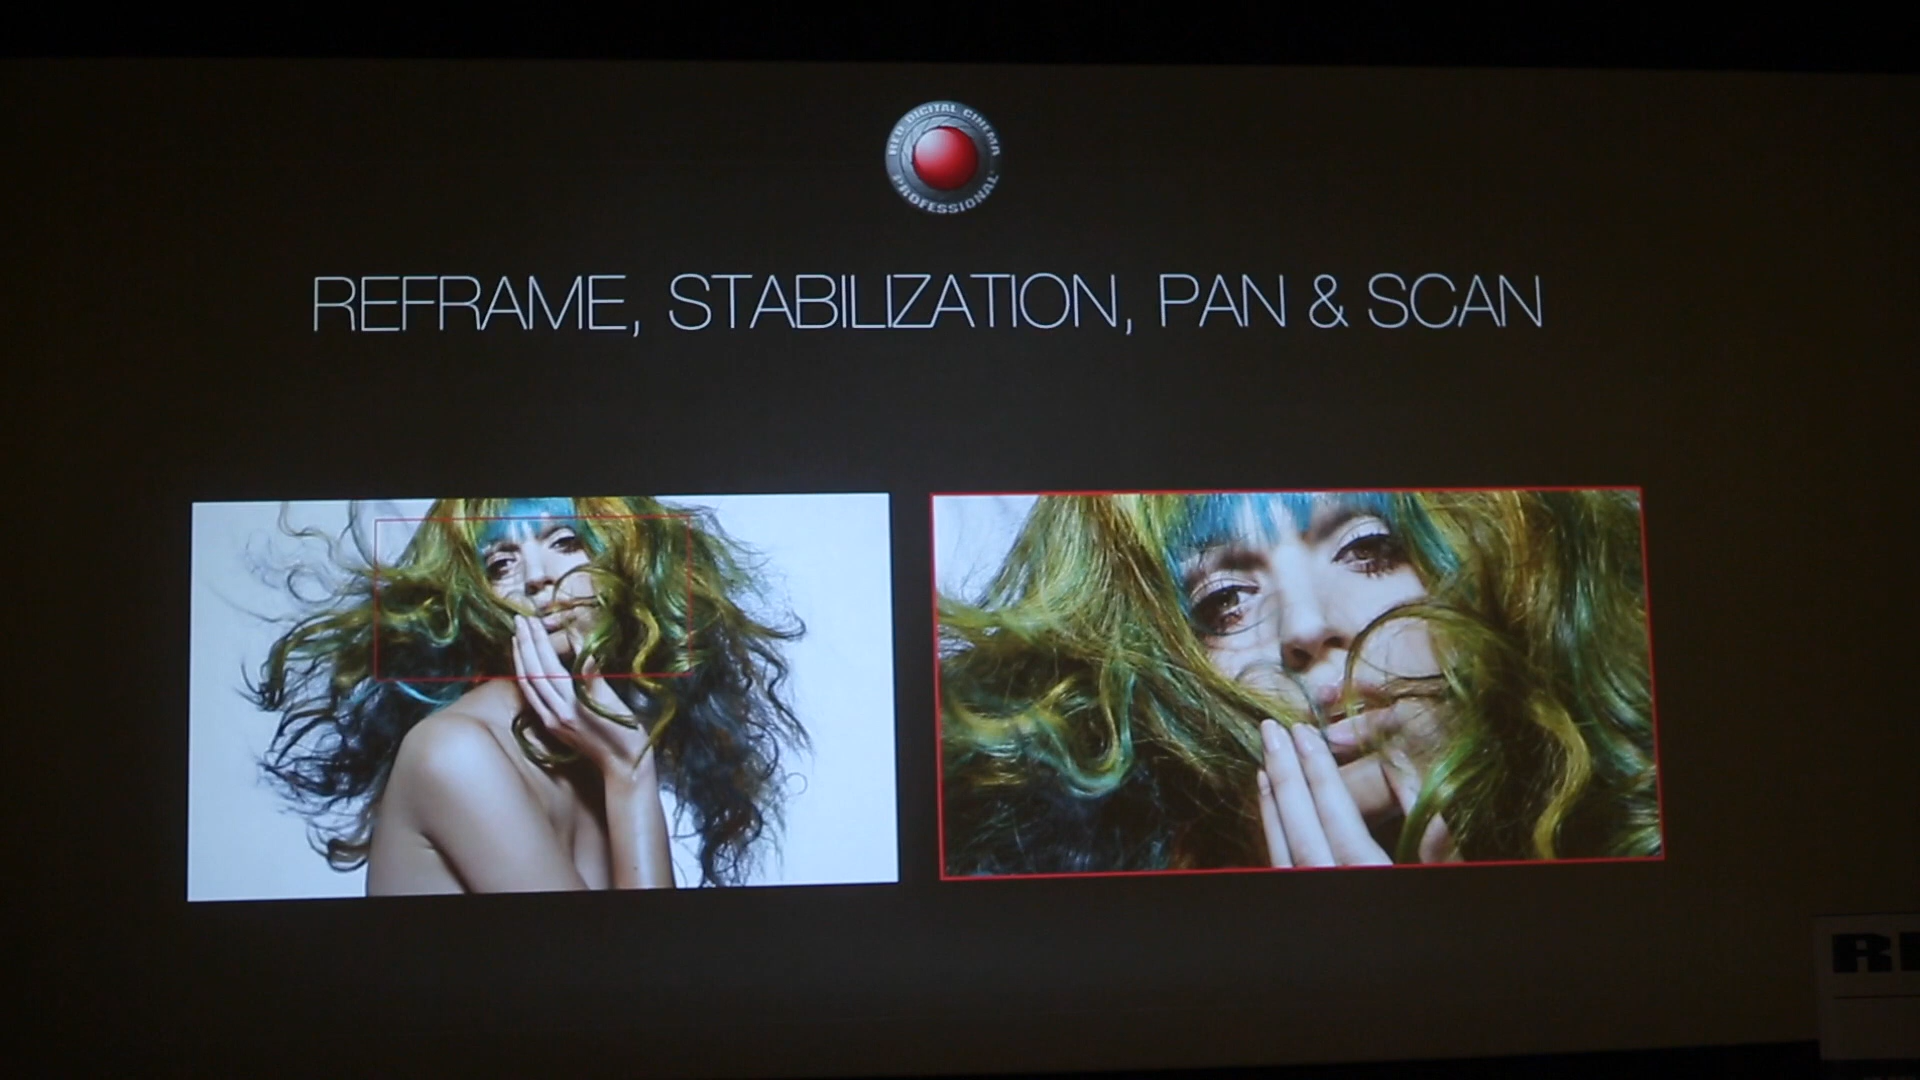 RED DIGITAL CINEMA
PROFESSIONAL
REFRAME, STABILIZATION, PAN & SCAN